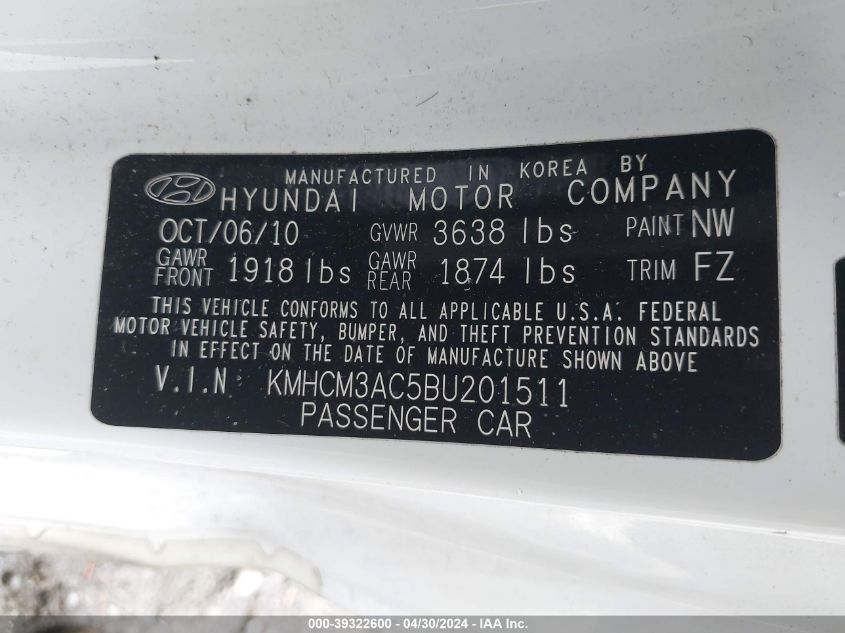 MANUFACTURED IN KOREA BY
HYUNDAI MOTOR COMPANY
OCT/06/10 GVWR 3638 lbs PAINT NW
GAWR FRONT 1918 lbs GAWR REAR 1874 lbs TRIM FZ
THIS VEHICLE CONFORMS TO ALL APPLICABLE U.S.A. FEDERAL
MOTOR VEHICLE SAFETY, BUMPER, AND THEFT PREVENTION STANDARDS
IN EFFECT ON THE DATE OF MANUFACTURE SHOWN ABOVE
V.I.N KMHCM3AC5BU201511
PASSENGER CAR
000-39322600 - 04/30/2024 - IAA Inc.